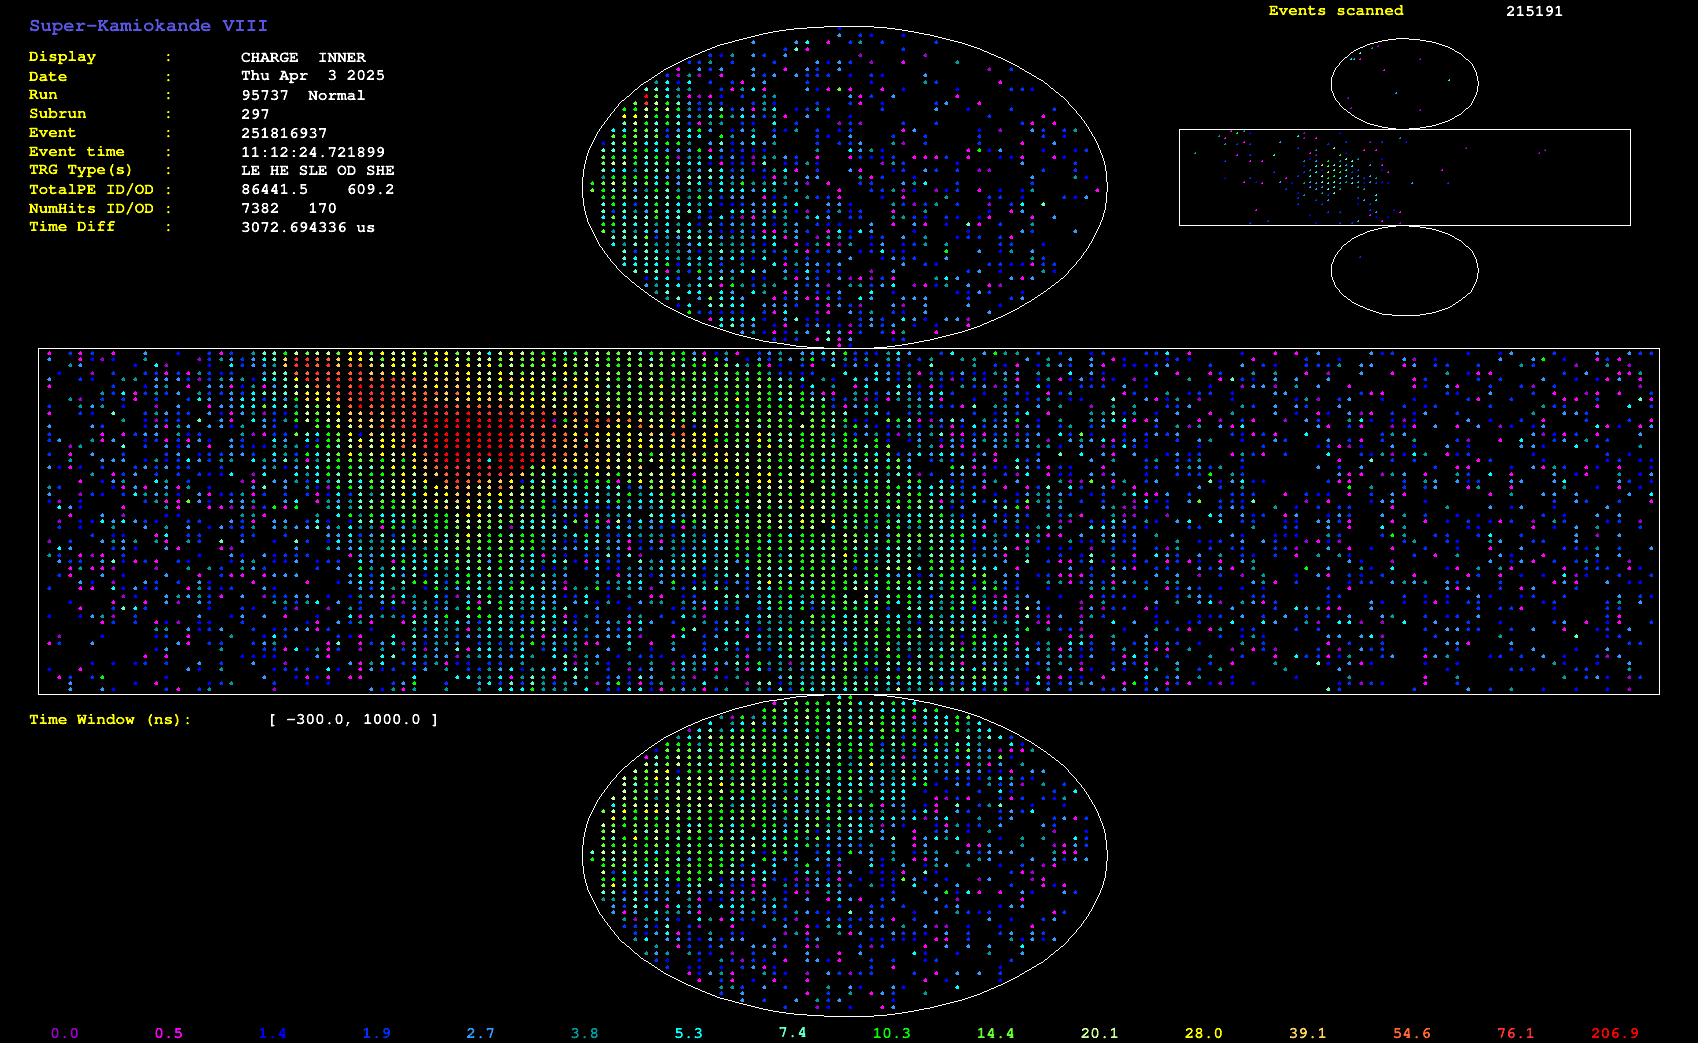 Super-Kamiokande VIII
Display : CHARGE INNER
Date : Thu Apr 3 2025
Run : 95737 Normal
Subrun : 297
Event : 251816937
Event time : 11:12:24.721899
TRG Type(s) : LE HE SLE OD SHE
TotalPE ID/OD : 86441.5 609.2
NumHits ID/OD : 7382 170
Time Diff : 3072.694336 us
Events scanned 215191
Time Window (ns): [ -300.0, 1000.0 ]
0.0 0.5 1.4 1.9 2.7 3.8 5.3 7.4 10.3 14.4 20.1 28.0 39.1 54.6 76.1 206.9